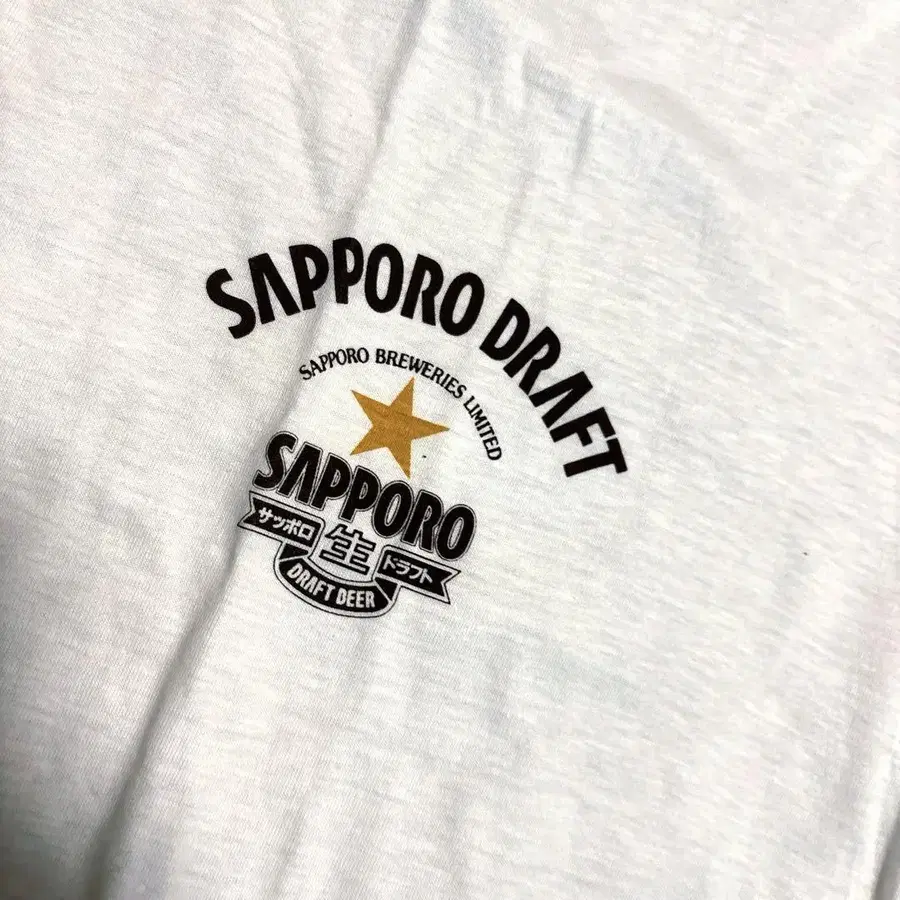 SAPPORO DRAFT
SAPPORO BREWERIES LIMITED
SAPPORO
サッポロ 生 ドラフト
DRAFT BEER